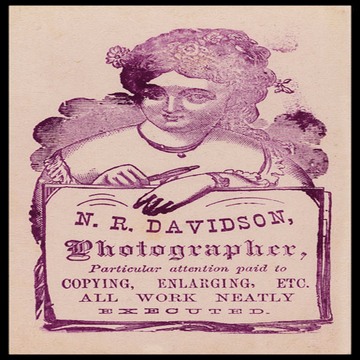 N. R. DAVIDSON,
Photographer,
Particular attention paid to
COPYING, ENLARGING, ETC.
ALL WORK NEATLY
EXECUTED.